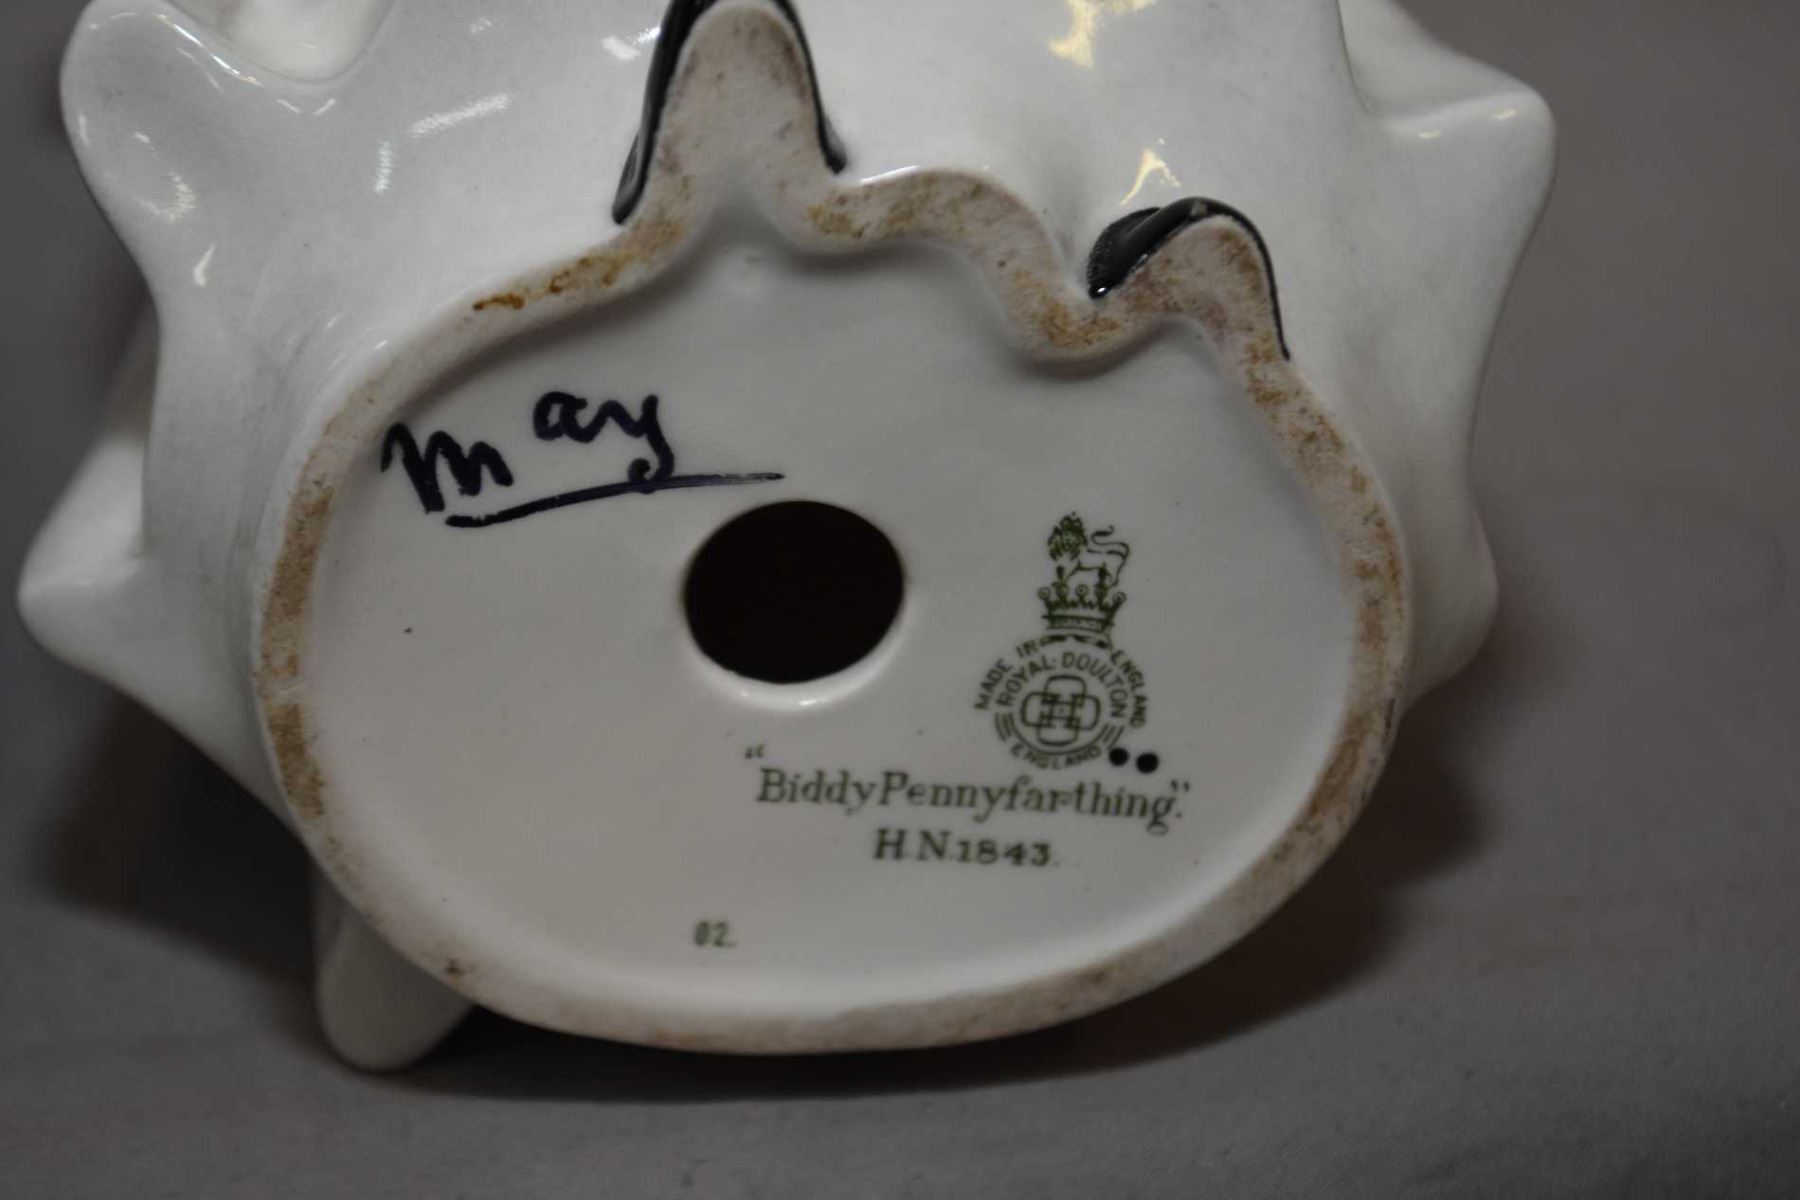 May
MADE IN ENGLAND
ROYAL·DOULTON
ENGLAND
"Biddy Pennyfarthing."
H.N.1843.
02.